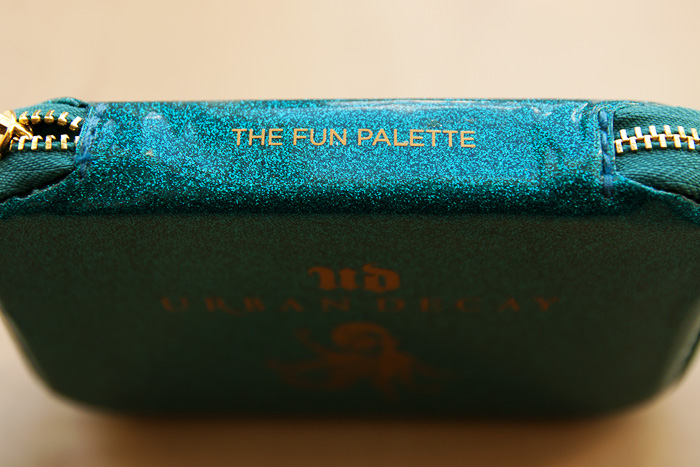 THE FUN PALETTE
UD
URBAN DECAY